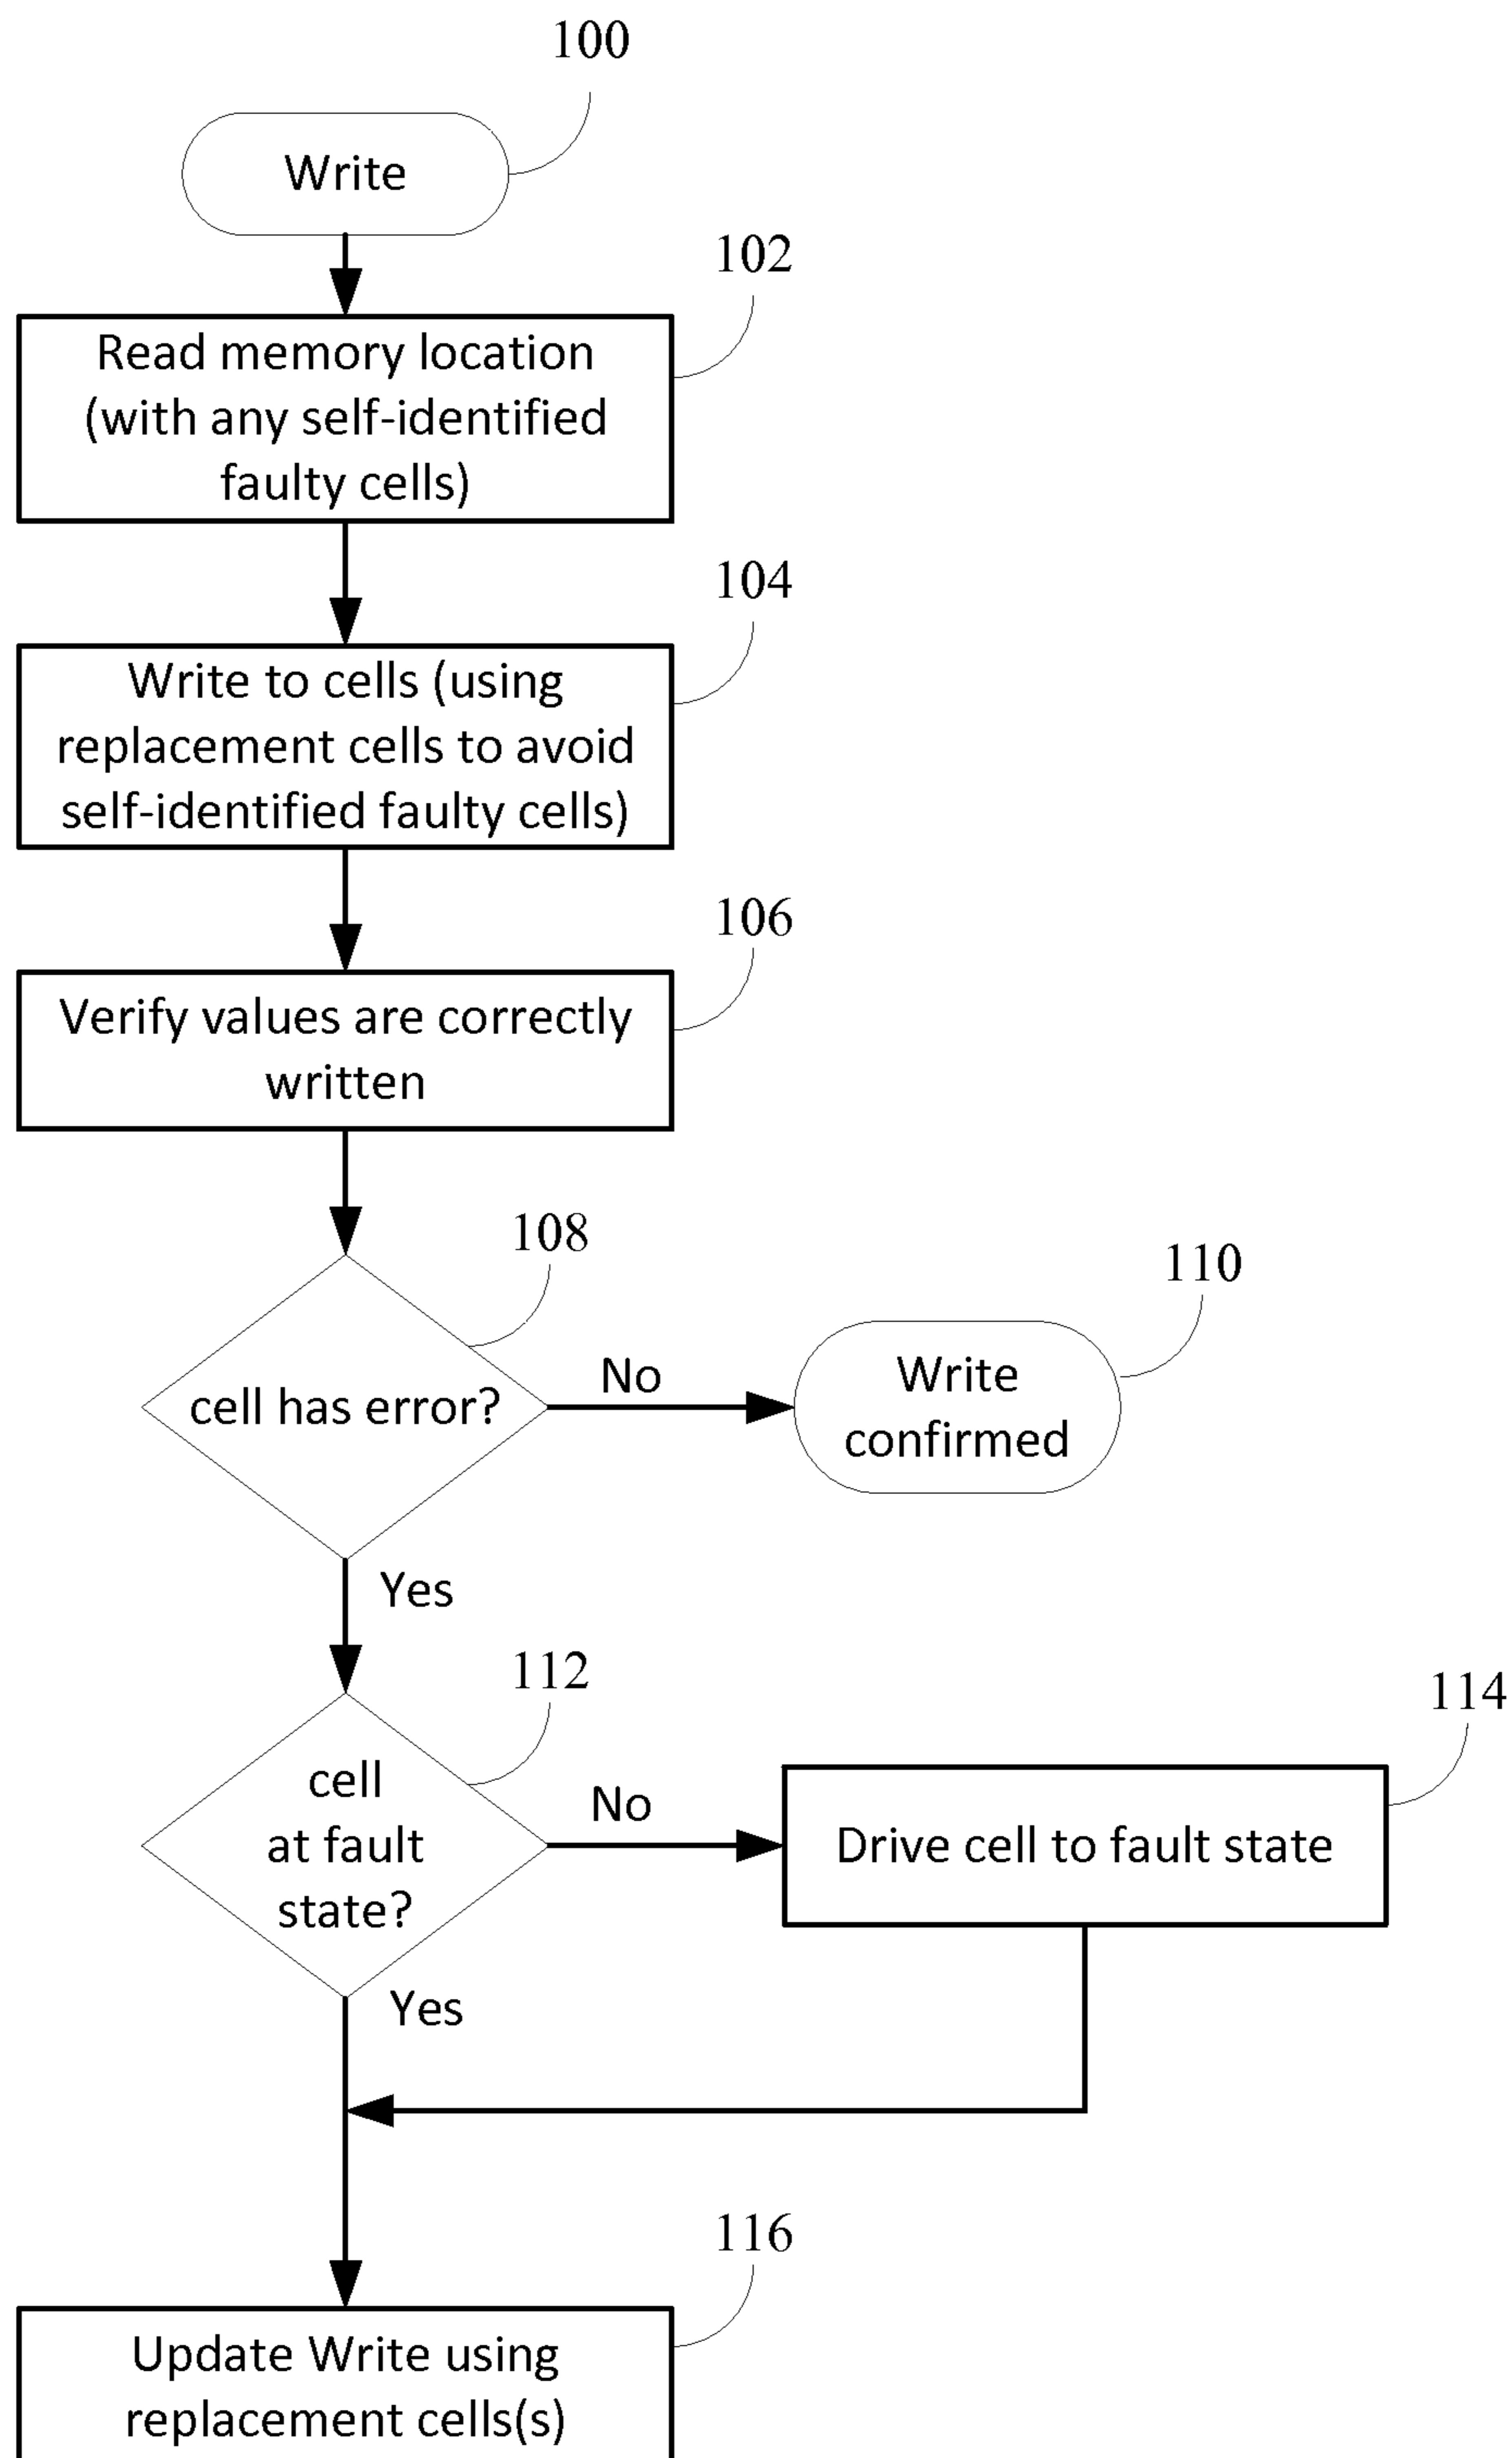 100
Write
102
Read memory location
(with any self-identified
faulty cells)
104
Write to cells (using
replacement cells to avoid
self-identified faulty cells)
106
Verify values are correctly
written
108
cell has error?
No
110
Write
confirmed
Yes
112
cell
at fault
state?
No
114
Drive cell to fault state
Yes
116
Update Write using
replacement cells(s)